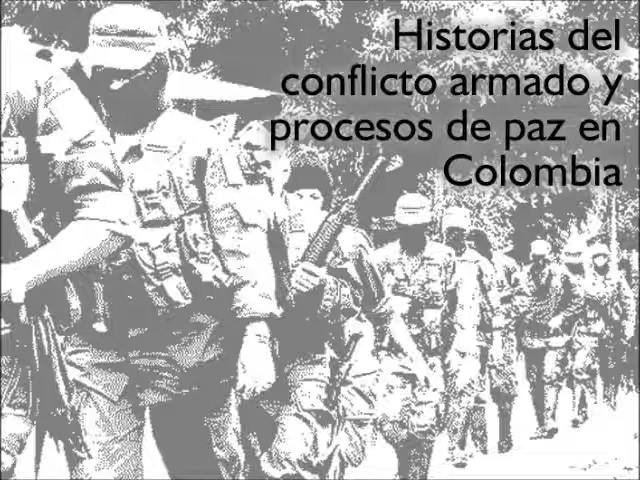 Historias del
conflicto armado y
procesos de paz en
Colombia